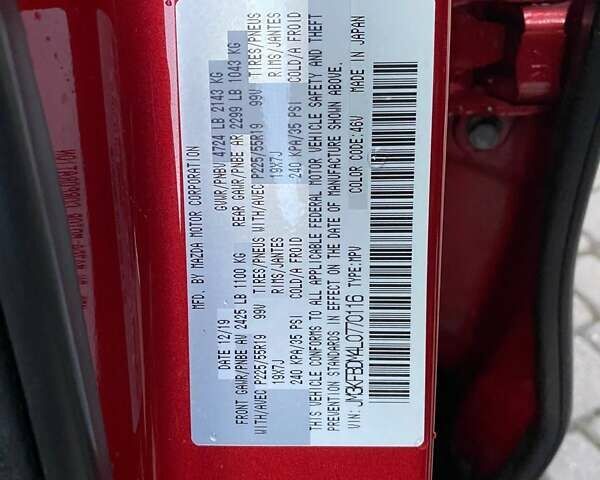 MFD. BY MAZDA MOTOR CORPORATION
DATE 12/19 GVWR/PNBV 4724 LB 2143 KG
FRONT GAWR/PNBE AV 2425 LB 1100 KG REAR GAWR/PNBE AR 2299 LB 1043 KG
WITH/AVEC P225/55R19 99V TIRES/PNEUS WITH/AVEC P225/55R19 99V TIRES/PNEUS
19X7J RIMS/JANTES 19X7J RIMS/JANTES
240 KPA/35 PSI COLD/A FROID 240 KPA/35 PSI COLD/A FROID
THIS VEHICLE CONFORMS TO ALL APPLICABLE FEDERAL MOTOR VEHICLE SAFETY AND THEFT
PREVENTION STANDARDS IN EFFECT ON THE DATE OF MANUFACTURE SHOWN ABOVE.
VIN: JM3KFBDM4L0770116 TYPE: MPV COLOR CODE: 46V MADE IN JAPAN